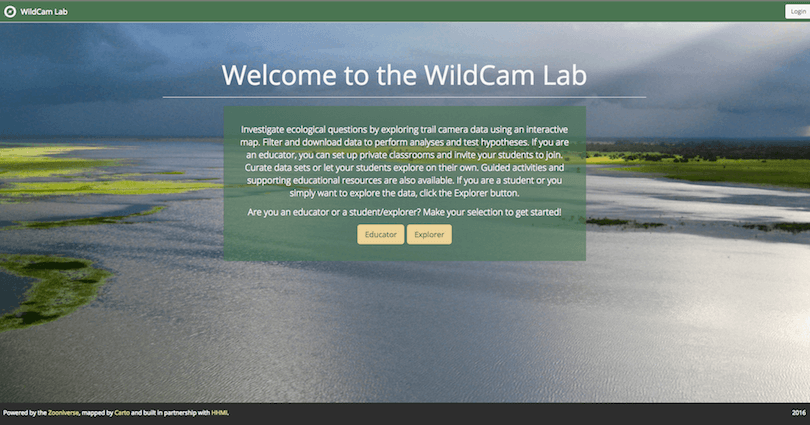 WildCam Lab
Login
Welcome to the WildCam Lab
Investigate ecological questions by exploring trail camera data using an interactive
map. Filter and download data to perform analyses and test hypotheses. If you are
an educator, you can set up private classrooms and invite your students to join.
Curate data sets or let your students explore on their own. Guided activities and
supporting educational resources are also available. If you are a student or you
simply want to explore the data, click the Explorer button.
Are you an educator or a student/explorer? Make your selection to get started!
Educator Explorer
Powered by the Zooniverse, mapped by Carto and built in partnership with HHMI.
2016